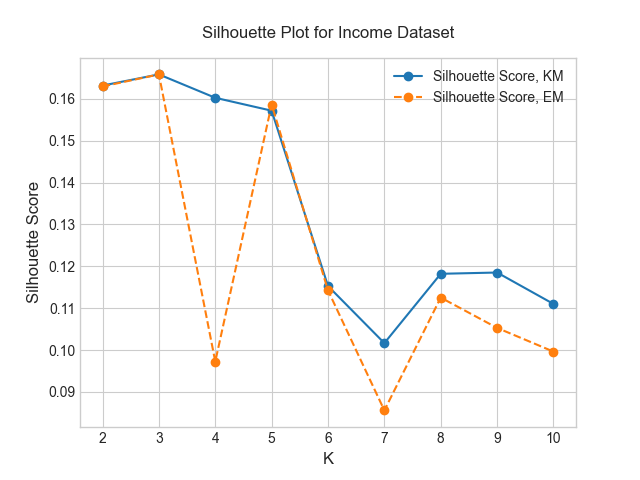 Silhouette Plot for Income Dataset
Silhouette Score, KM
Silhouette Score, EM
0.16
0.15
0.14
0.13
0.12
0.11
0.10
0.09
Silhouette Score
2 3 4 5 6 7 8 9 10
K